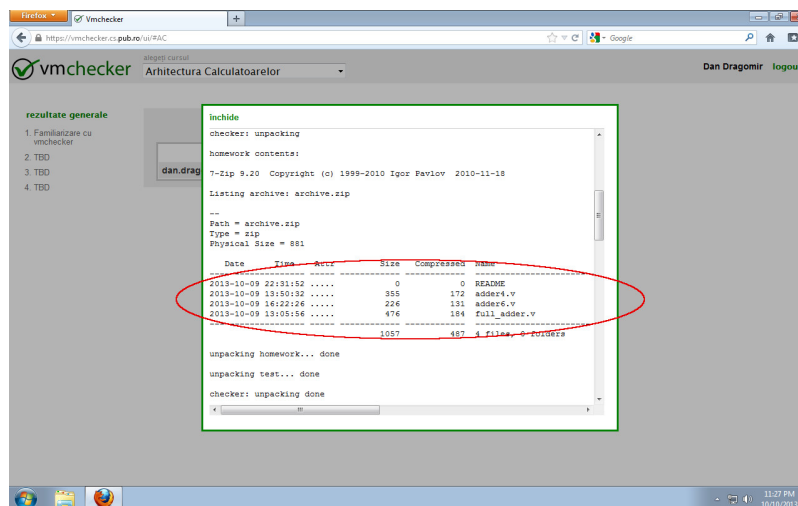 Firefox
Vmchecker
https://vmchecker.cs.pub.ro/ui/#AC
Google
vmchecker
alegeți cursul
Arhitectura Calculatoarelor
Dan Dragomir logou
rezultate generale
1. Familiarizare cu
vmchecker
2. TBD
3. TBD
4. TBD
dan.drag
inchide
checker: unpacking
homework contents:
7-Zip 9.20 Copyright (c) 1999-2010 Igor Pavlov 2010-11-18
Listing archive: archive.zip
--
Path = archive.zip
Type = zip
Physical Size = 881
Date Time Attr Size Compressed Name
------------------- ----- ------------ ------------ ------------------------
2013-10-09 22:31:52 ..... 0 0 README
2013-10-09 13:50:32 ..... 355 172 adder4.v
2013-10-09 16:22:26 ..... 226 131 adder6.v
2013-10-09 13:05:56 ..... 476 184 full_adder.v
------------------- ----- ------------ ------------ ------------------------
1057 487 4 files, 0 folders
unpacking homework... done
unpacking test... done
checker: unpacking done
11:27 PM
10/10/2013